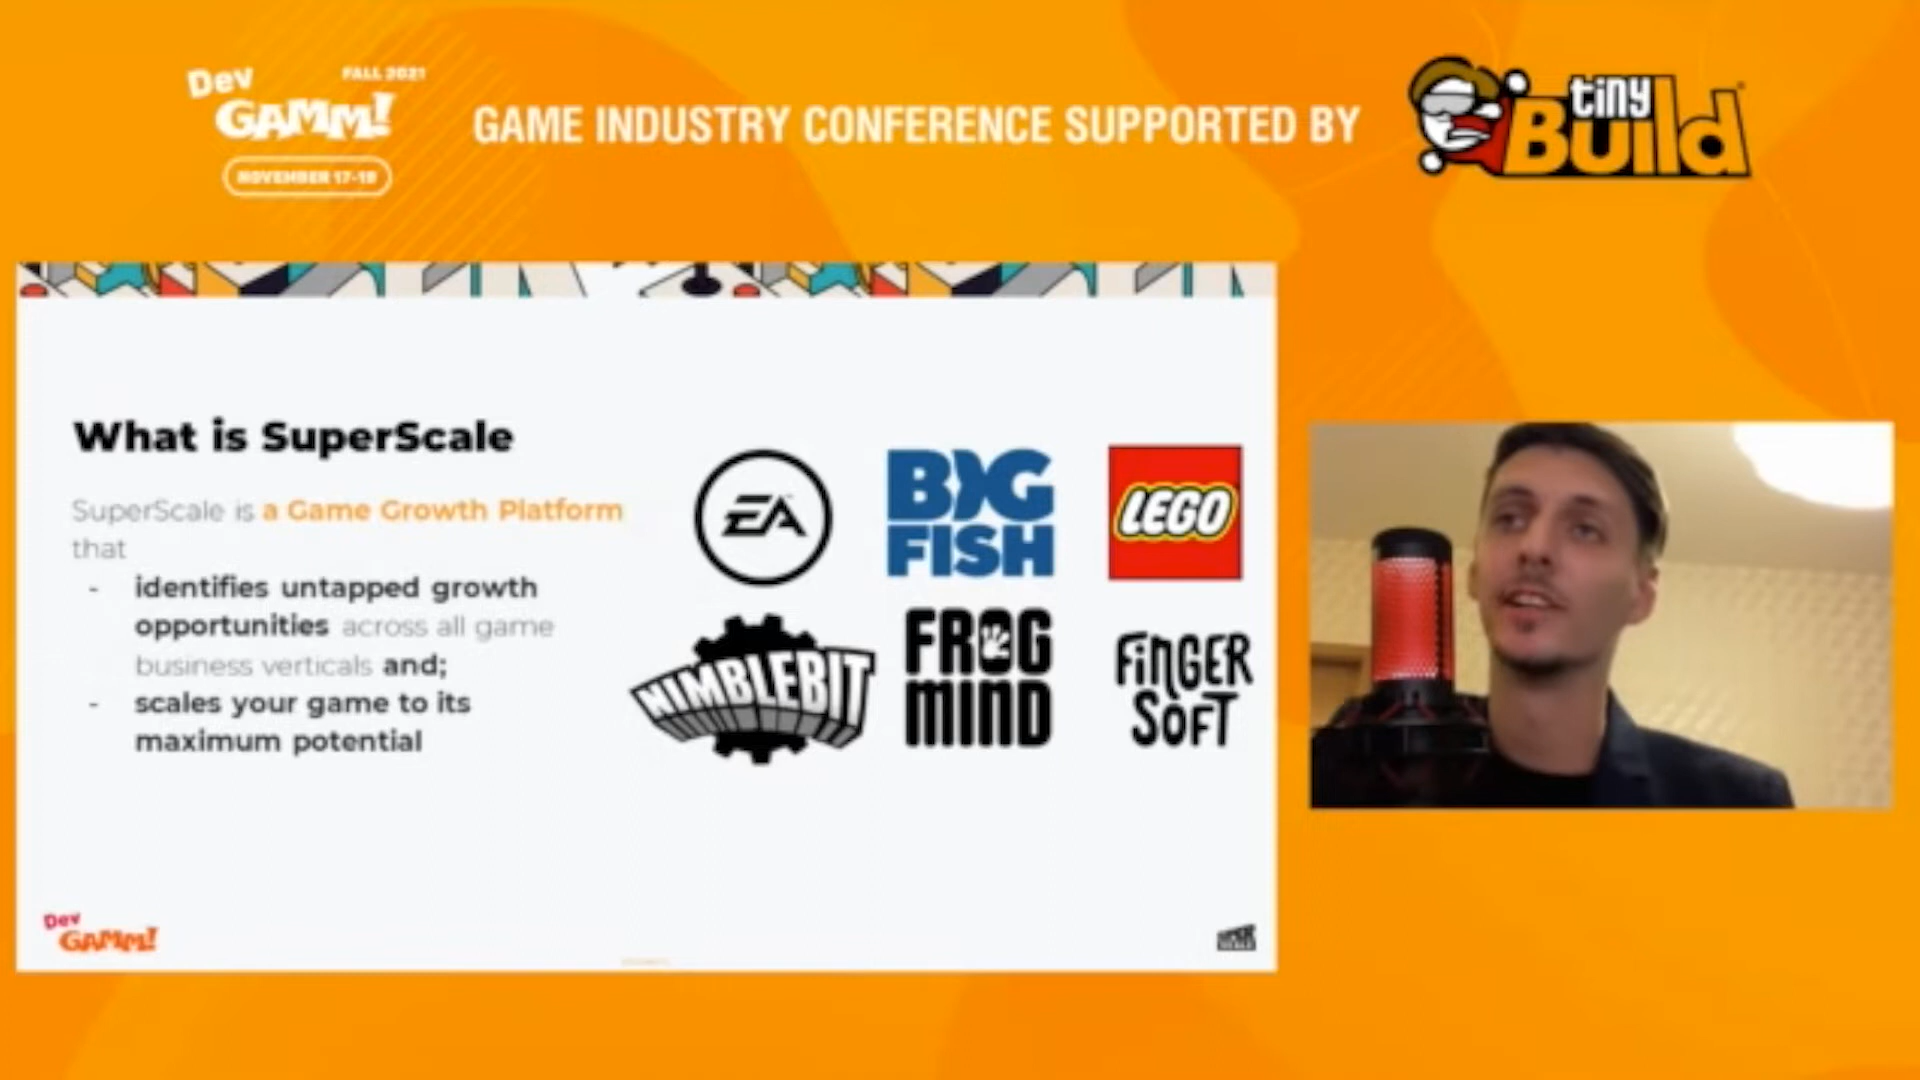 Dev
FALL 2021
GAMM!
NOVEMBER 17-19
GAME INDUSTRY CONFERENCE SUPPORTED BY
tiny
Build
What is SuperScale
SuperScale is a Game Growth Platform
that
- identifies untapped growth
opportunities across all game
business verticals and;
- scales your game to its
maximum potential
EA
BIG
FISH
LEGO
NIMBLEBIT
FROG
MIND
FiNGER
SOFT
Dev
GAMM!
SUPER
SCALE